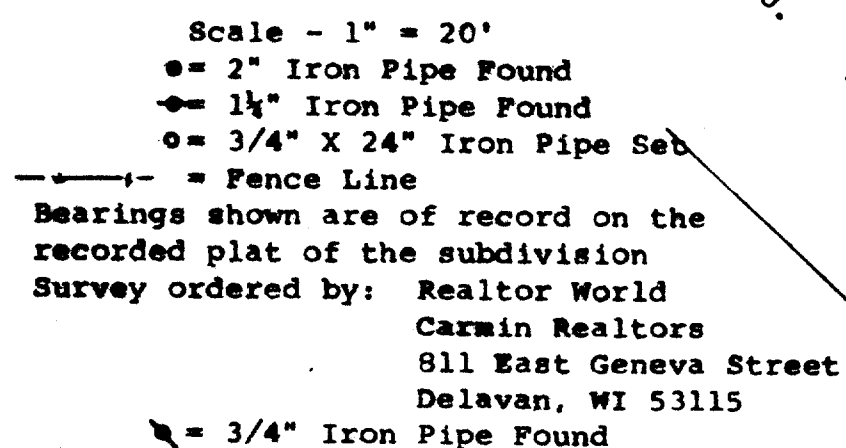 Scale - 1" = 20'
= 2" Iron Pipe Found
= 1¼" Iron Pipe Found
= 3/4" X 24" Iron Pipe Set
= Fence Line
Bearings shown are of record on the
recorded plat of the subdivision
Survey ordered by: Realtor World
Carmin Realtors
811 East Geneva Street
Delavan, WI 53115
= 3/4" Iron Pipe Found